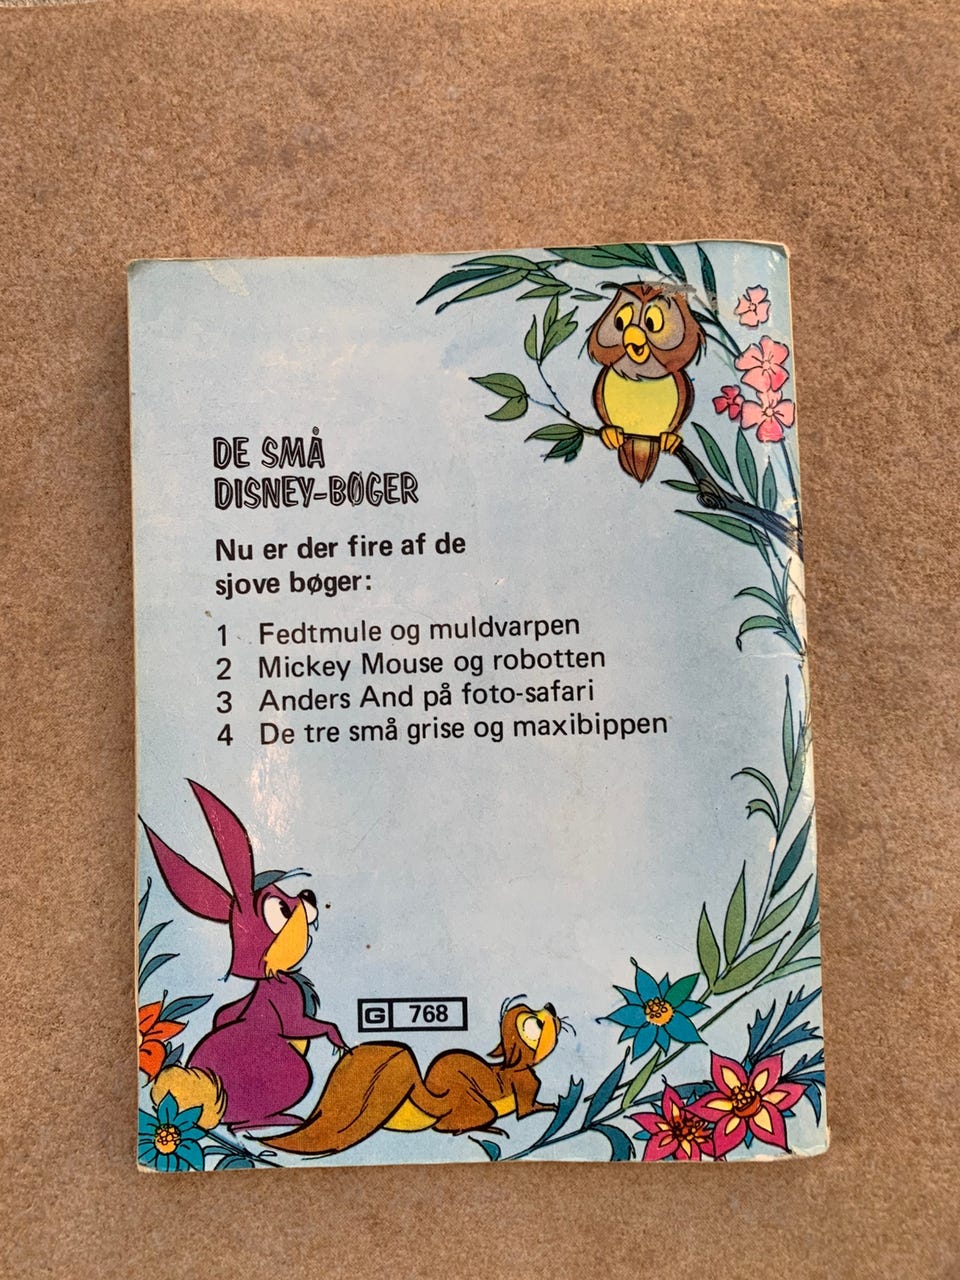 DE SMÅ
DISNEY-BØGER
Nu er der fire af de
sjove bøger:
1 Fedtmule og muldvarpen
2 Mickey Mouse og robotten
3 Anders And på foto-safari
4 De tre små grise og maxibippen
G 768